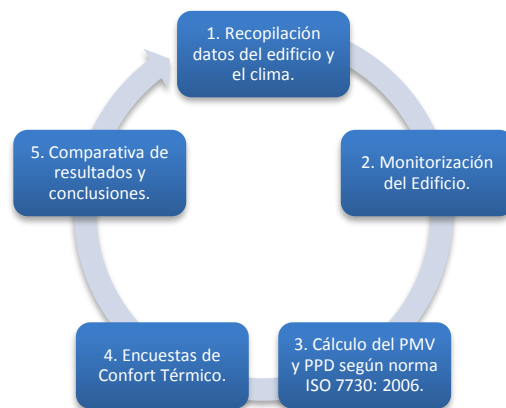 1. Recopilación
datos del edificio y
el clima.
2. Monitorización
del Edificio.
3. Cálculo del PMV
y PPD según norma
ISO 7730: 2006.
4. Encuestas de
Confort Térmico.
5. Comparativa de
resultados y
conclusiones.